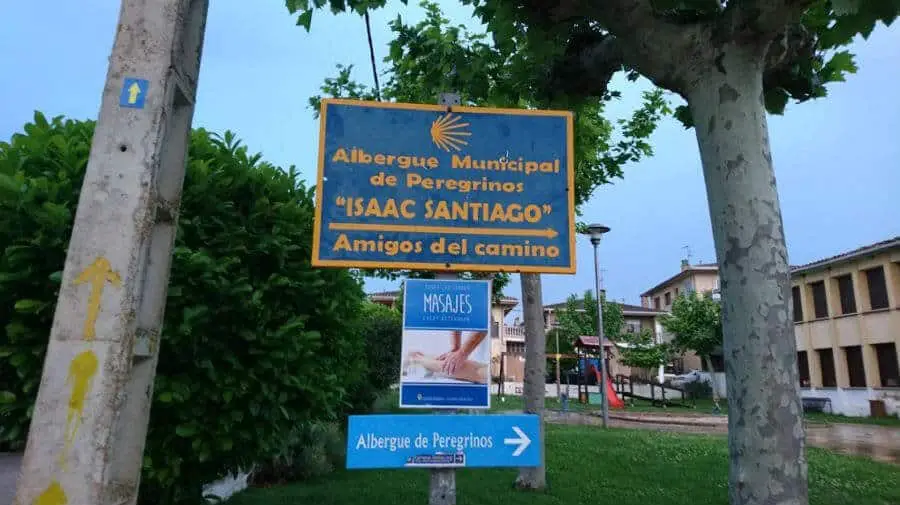 Albergue Municipal
de Peregrinos
"ISAAC SANTIAGO"
Amigos del camino
MASAJES
Albergue de Peregrinos